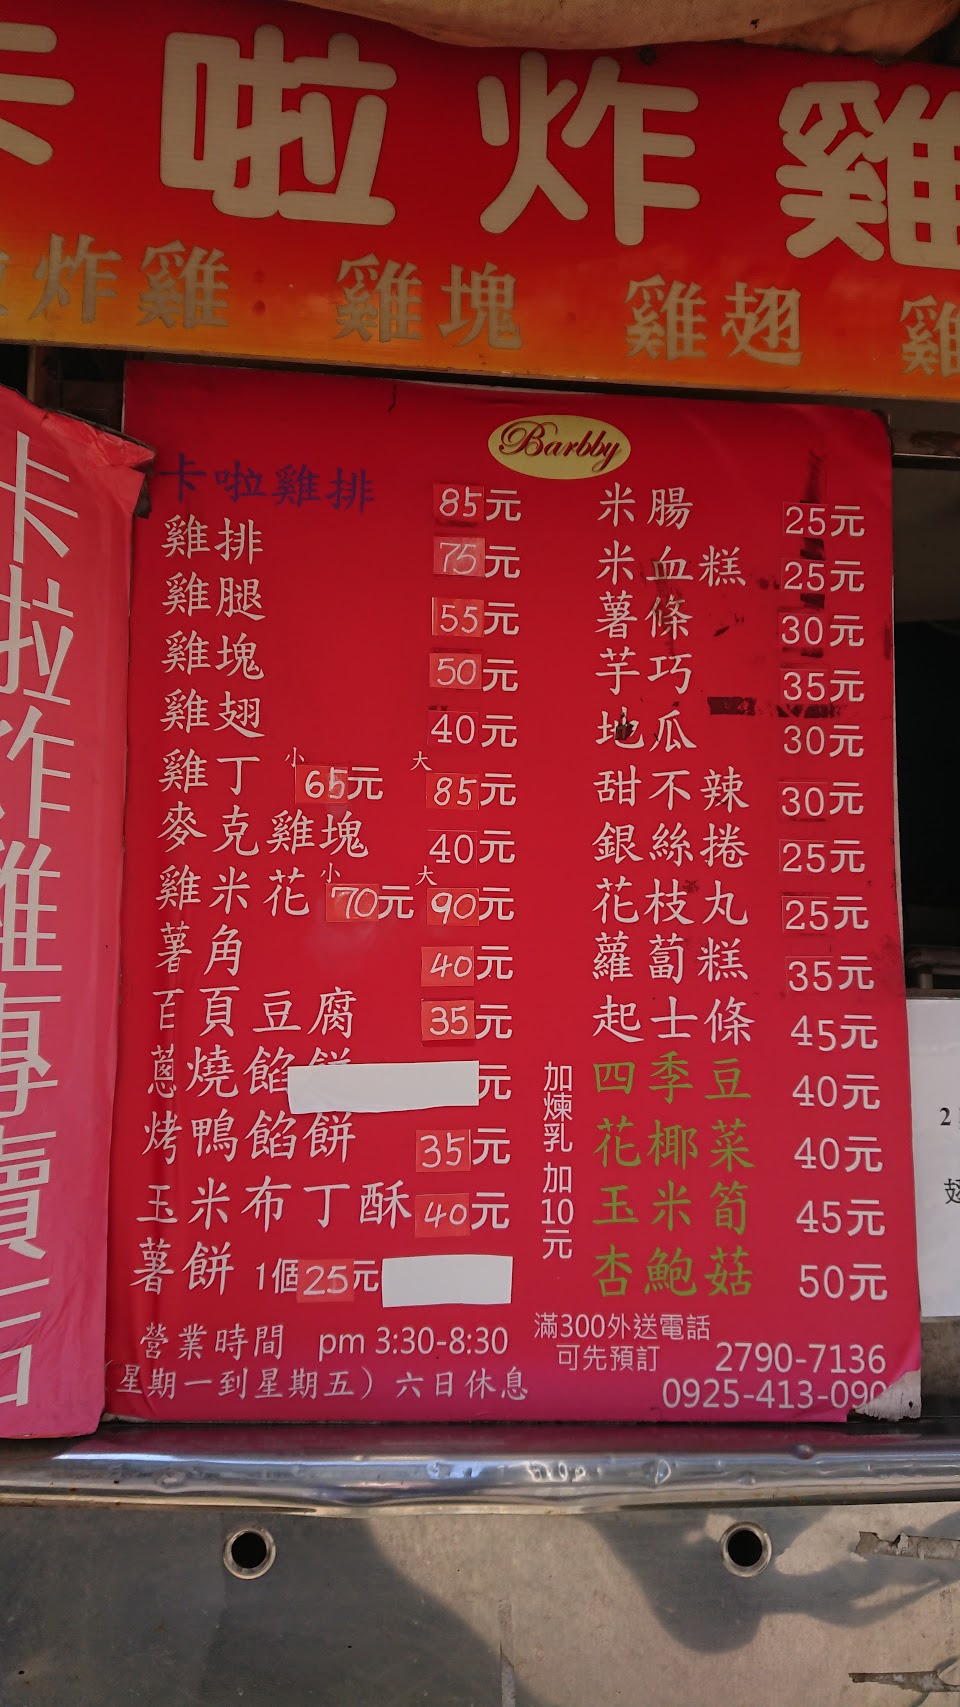 卡啦炸雞
炸雞 雞塊 雞翅 雞
卡啦炸雞專賣店
Barbby
卡啦雞排 85元
雞排 75元
雞腿 55元
雞塊 50元
雞翅 40元
雞丁 小65元 大85元
麥克雞塊 40元
雞米花 小70元 大90元
薯角 40元
百頁豆腐 35元
蔥燒餡餅 元
烤鴨餡餅 35元
玉米布丁酥 40元
薯餅 1個25元
米腸 25元
米血糕 25元
薯條 30元
芋巧 35元
地瓜 30元
甜不辣 30元
銀絲捲 25元
花枝丸 25元
蘿蔔糕 35元
起士條 45元
四季豆 40元
花椰菜 40元
玉米筍 45元
杏鮑菇 50元
加煉乳加10元
營業時間 pm 3:30-8:30
(星期一到星期五) 六日休息
滿300外送電話
可先預訂 2790-7136
0925-413-090
2